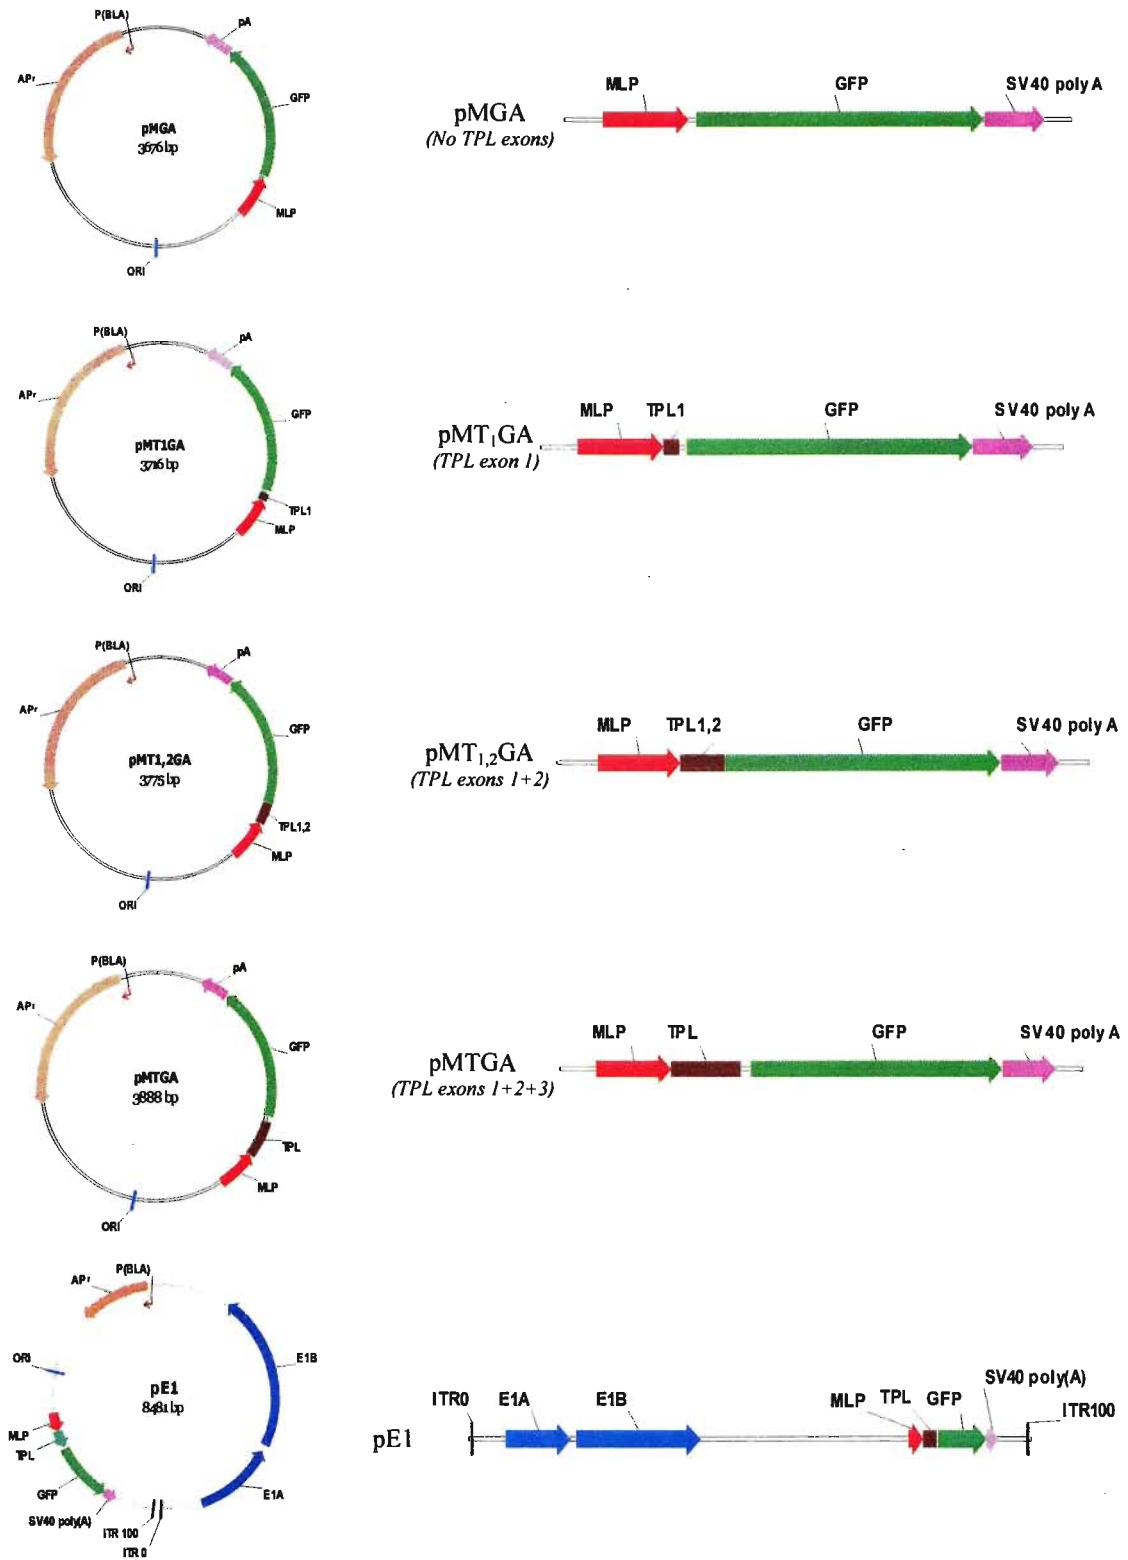 P(BLA)
pA
APr
GFP
pMGA
3676 bp
MLP
ORI
MLP GFP SV40 poly A
pMGA
(No TPL exons)
P(BLA)
pA
APr
GFP
pMT1GA
3716 bp
TPL1
MLP
ORI
MLP TPL1 GFP SV40 poly A
pMT1GA
(TPL exon 1)
P(BLA)
pA
APr
GFP
pMT1,2GA
3775 bp
TPL1,2
MLP
ORI
MLP TPL1,2 GFP SV40 poly A
pMT1,2GA
(TPL exons 1+2)
P(BLA)
pA
APr
GFP
pMTGA
3888 bp
TPL
MLP
ORI
MLP TPL GFP SV40 poly A
pMTGA
(TPL exons 1+2+3)
P(BLA)
APr
ORI
E1B
pE1
8481 bp
MLP
TPL
GFP
E1A
SV40 poly(A)
ITR 100
ITR 0
ITR0 E1A E1B MLP TPL GFP SV40 poly(A) ITR100
pE1